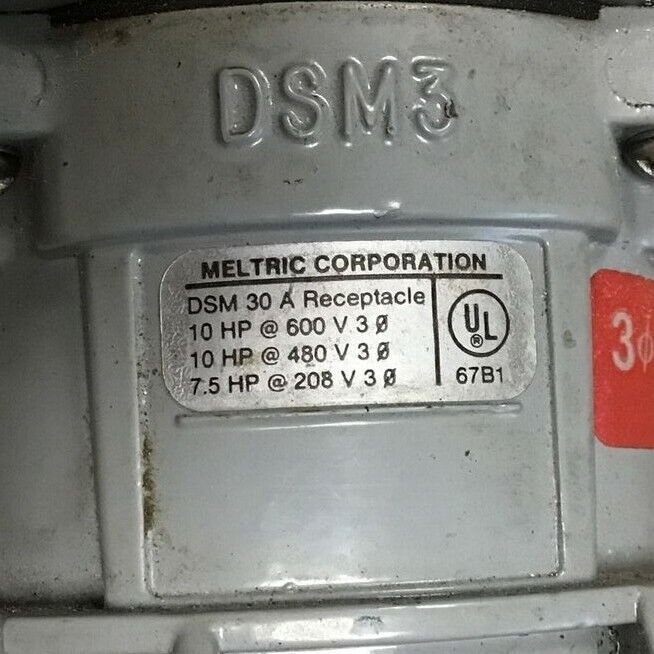 DSM3
MELTRIC CORPORATION
DSM 30 A Receptacle
10 HP @ 600 V 3 Ø
10 HP @ 480 V 3 Ø
7.5 HP @ 208 V 3 Ø
UL
®
67B1
3ϕ